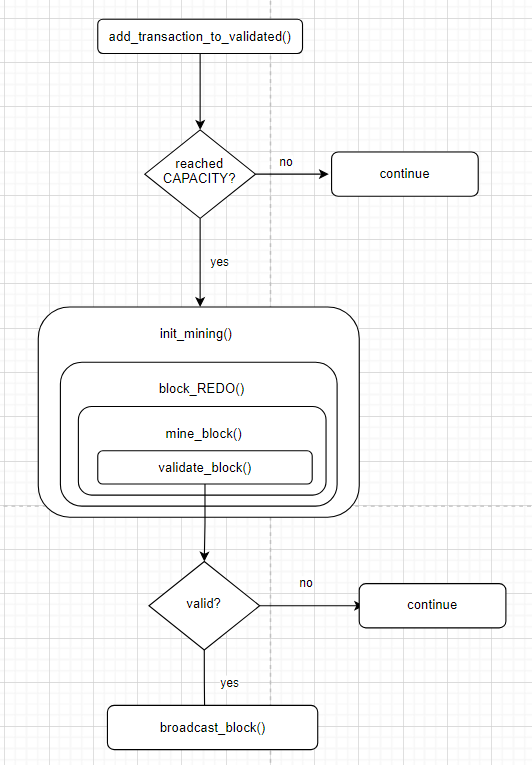 add_transaction_to_validated()
reached
CAPACITY?
no
continue
yes
init_mining()
block_REDO()
mine_block()
validate_block()
valid?
no
continue
yes
broadcast_block()